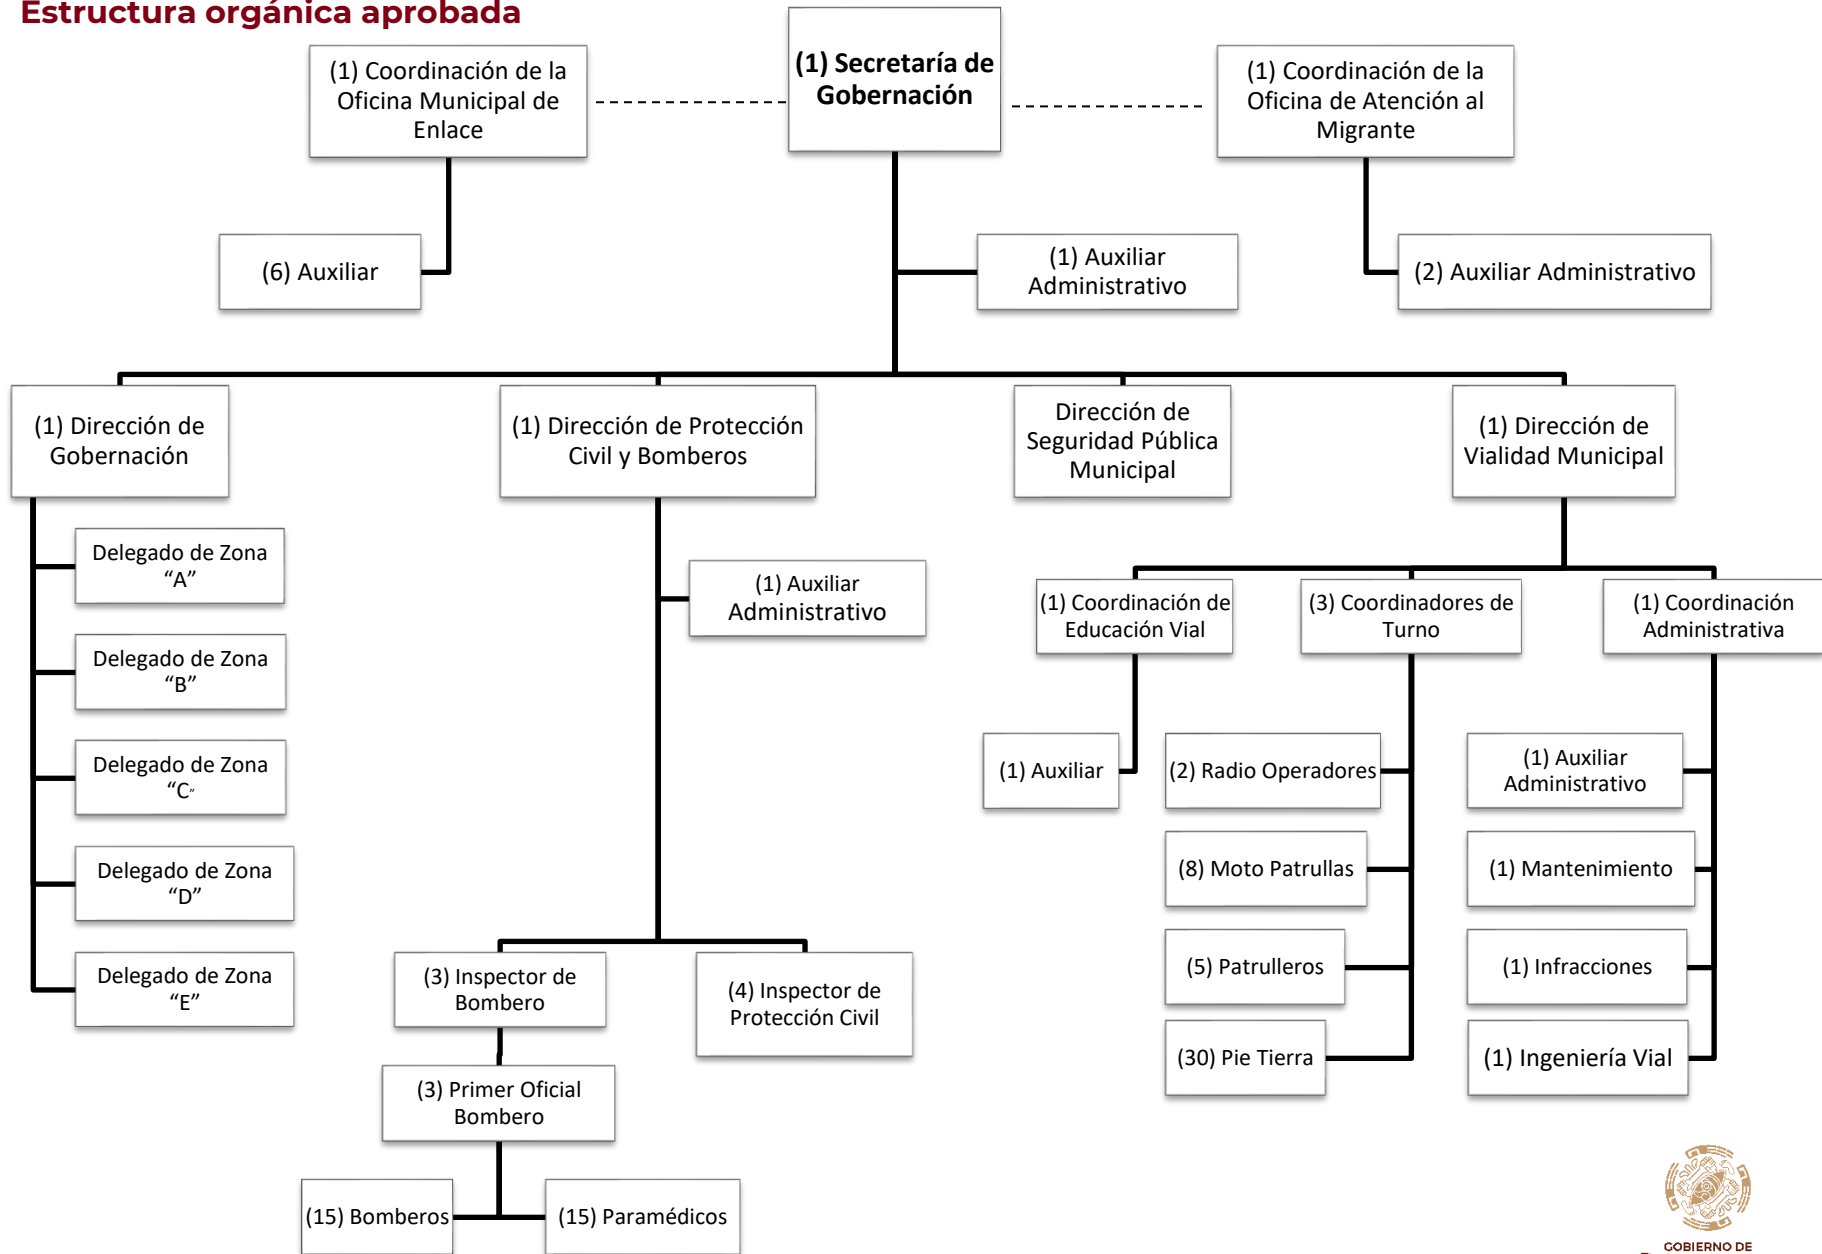 Estructura orgánica aprobada
(1) Coordinación de la
Oficina Municipal de
Enlace
(1) Secretaría de
Gobernación
(1) Coordinación de la
Oficina de Atención al
Migrante
(6) Auxiliar
(1) Auxiliar
Administrativo
(2) Auxiliar Administrativo
(1) Dirección de
Gobernación
(1) Dirección de Protección
Civil y Bomberos
Dirección de
Seguridad Pública
Municipal
(1) Dirección de
Vialidad Municipal
Delegado de Zona
“A”
Delegado de Zona
“B”
Delegado de Zona
“C”
Delegado de Zona
“D”
Delegado de Zona
“E”
(1) Auxiliar
Administrativo
(3) Inspector de
Bombero
(4) Inspector de
Protección Civil
(3) Primer Oficial
Bombero
(15) Bomberos
(15) Paramédicos
(1) Coordinación de
Educación Vial
(3) Coordinadores de
Turno
(1) Coordinación
Administrativa
(1) Auxiliar
(2) Radio Operadores
(8) Moto Patrullas
(5) Patrulleros
(30) Pie Tierra
(1) Auxiliar
Administrativo
(1) Mantenimiento
(1) Infracciones
(1) Ingeniería Vial
GOBIERNO DE